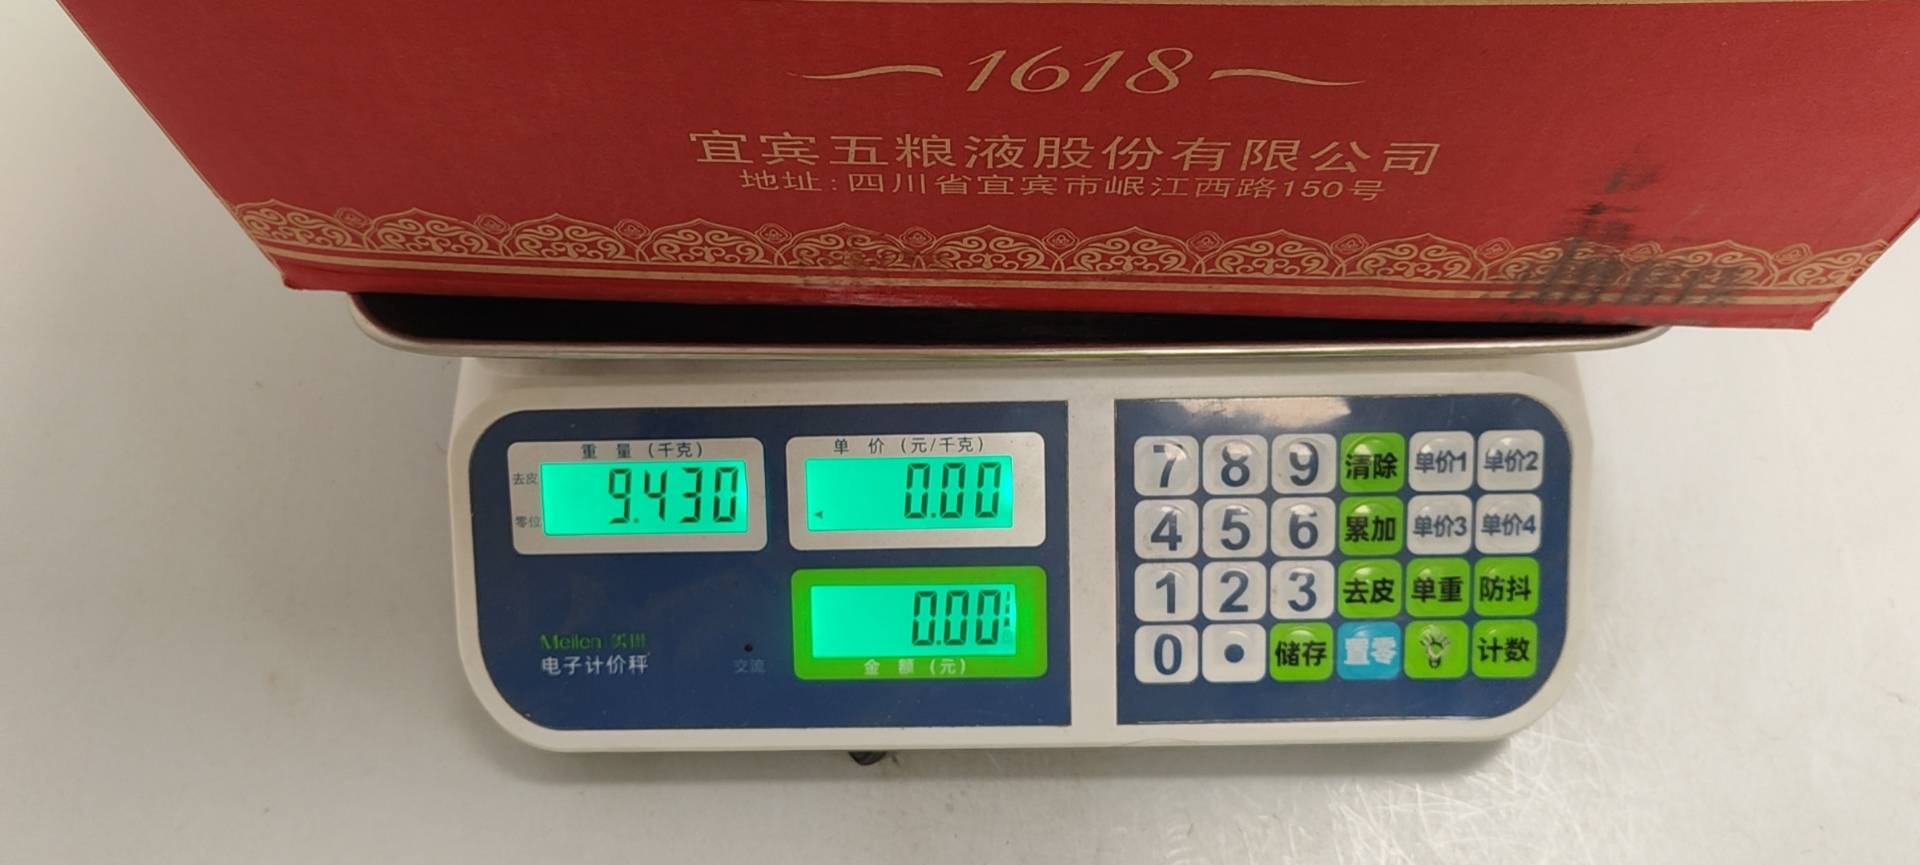 1618
宜宾五粮液股份有限公司
地址:四川省宜宾市岷江西路150号
重 量 (千克)
单 价 (元/千克)
去皮
零位
9.430
0.00
0.00
金 额 (元)
Meilen
电子计价秤
交流
7 8 9 清除 单价1 单价2
4 5 6 累加 单价3 单价4
1 2 3 去皮 单重 防抖
0 • 储存 置零 计数